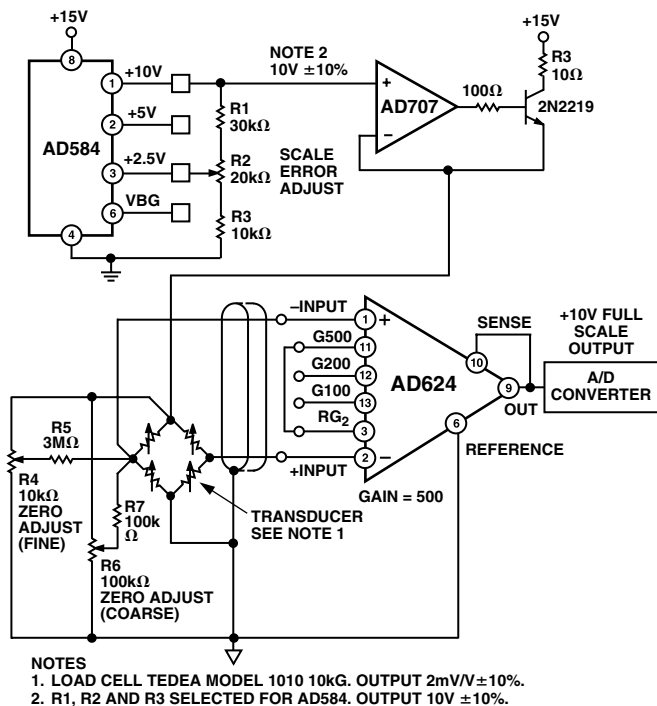 +15V
8
AD584
1
+10V
2
+5V
3
+2.5V
6
VBG
4
R1
30kΩ
R2
20kΩ
R3
10kΩ
SCALE
ERROR
ADJUST
NOTE 2
10V ±10%
+
AD707
−
100Ω
+15V
R3
10Ω
2N2219
−INPUT
1
+
G500
11
G200
12
G100
13
RG2
3
+INPUT
2
−
AD624
GAIN = 500
SENSE
10
9
OUT
6
REFERENCE
+10V FULL
SCALE
OUTPUT
A/D
CONVERTER
R5
3MΩ
R4
10kΩ
ZERO
ADJUST
(FINE)
R7
100k
Ω
R6
100kΩ
ZERO ADJUST
(COARSE)
TRANSDUCER
SEE NOTE 1
NOTES
1. LOAD CELL TEDEA MODEL 1010 10kG. OUTPUT 2mV/V±10%.
2. R1, R2 AND R3 SELECTED FOR AD584. OUTPUT 10V ±10%.